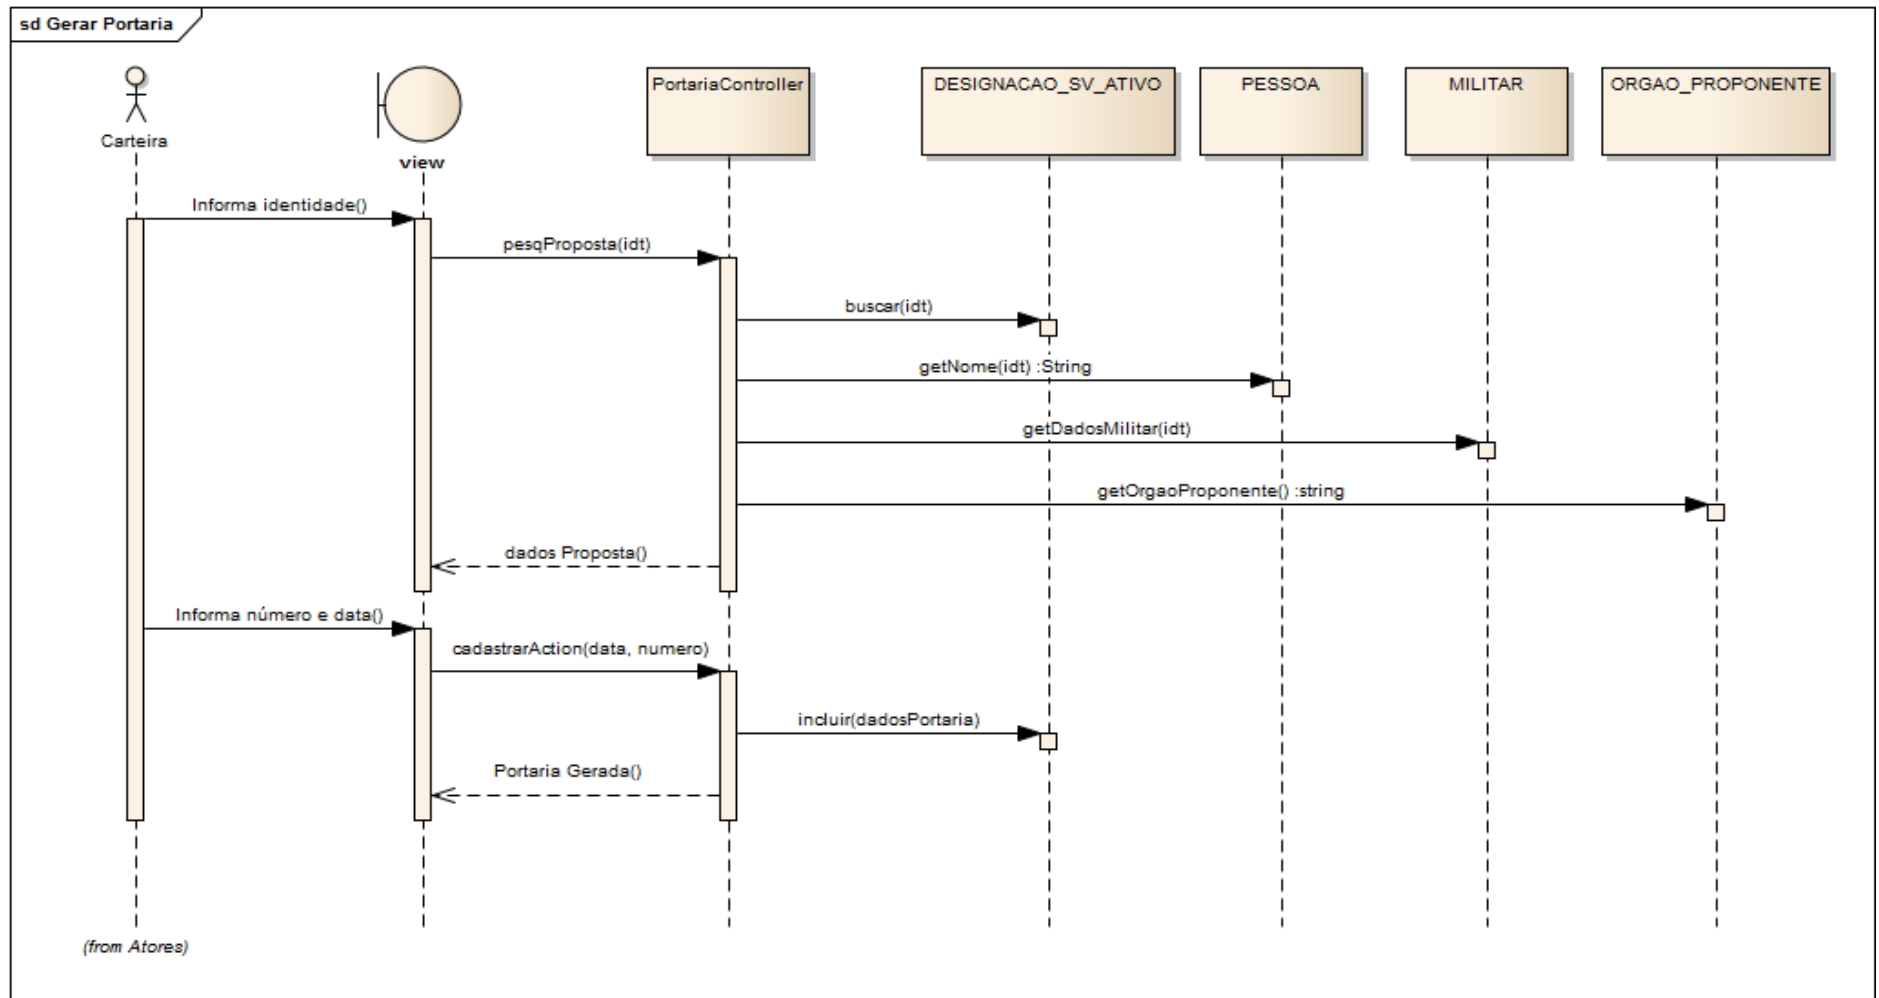 sd Gerar Portaria
Carteira
view
PortariaController
DESIGNACAO_SV_ATIVO
PESSOA
MILITAR
ORGAO_PROPONENTE
Informa identidade()
pesqProposta(idt)
buscar(idt)
getNome(idt) :String
getDadosMilitar(idt)
getOrgaoProponente() :string
dados Proposta()
Informa número e data()
cadastrarAction(data, numero)
incluir(dadosPortaria)
Portaria Gerada()
(from Atores)